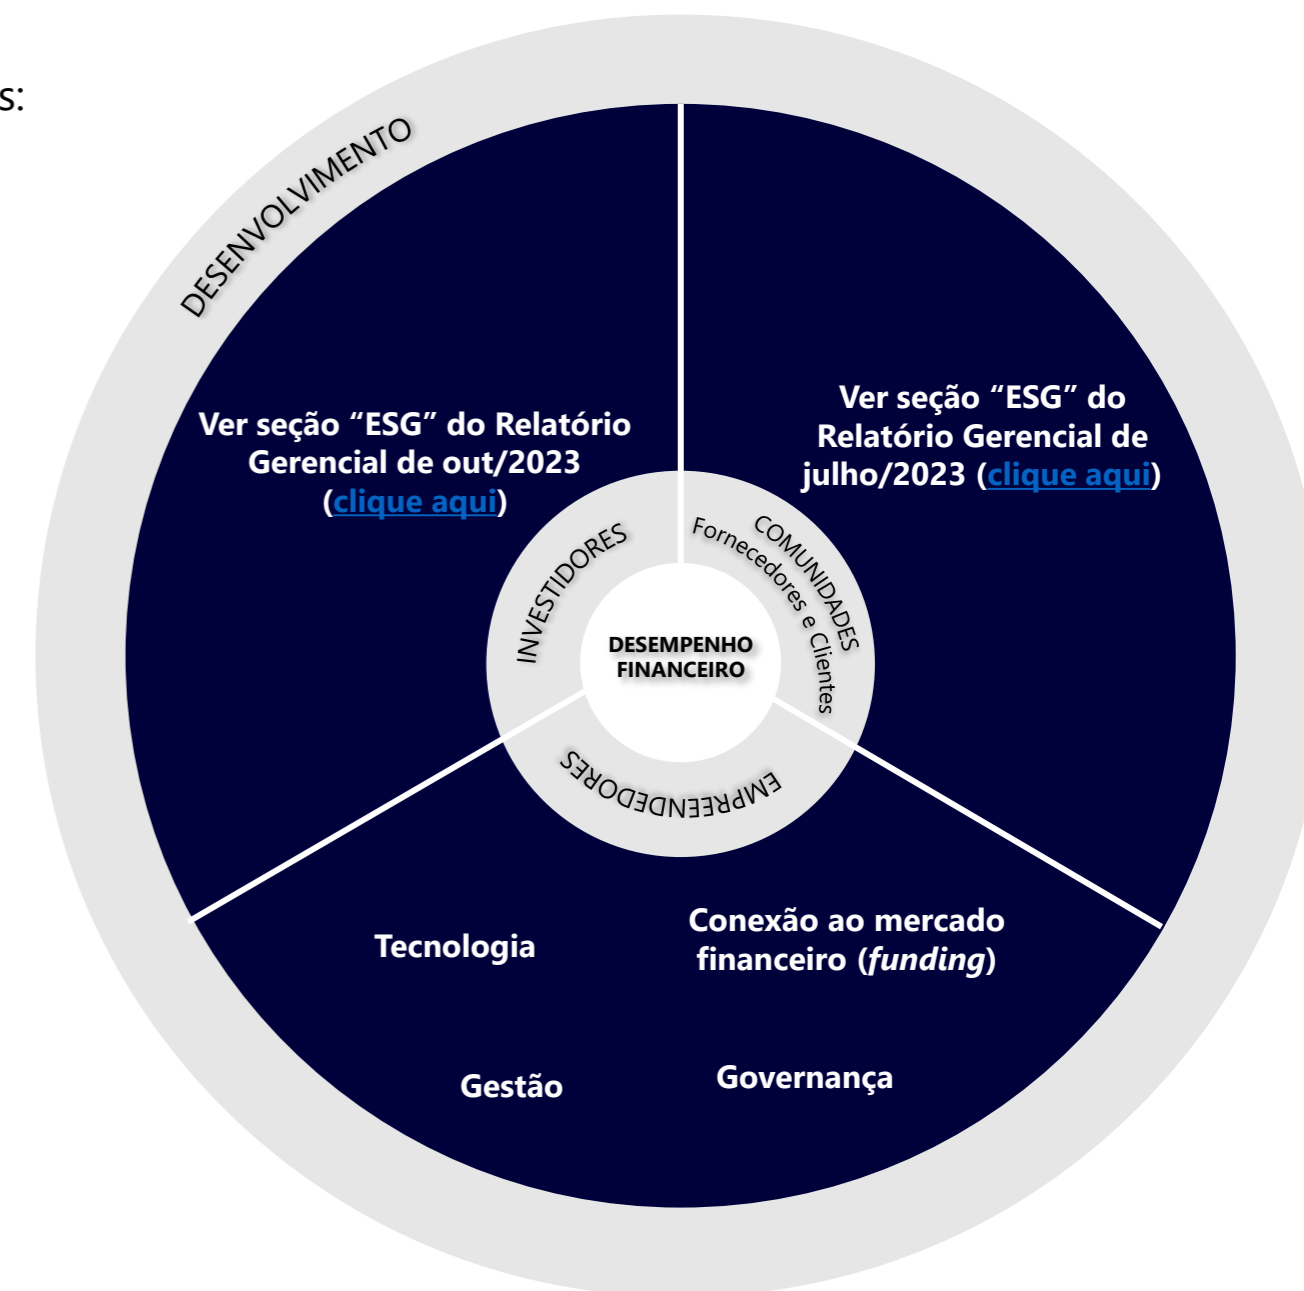 s:
DESENVOLVIMENTO
Ver seção “ESG” do Relatório
Gerencial de out/2023
(clique aqui)
Ver seção “ESG” do
Relatório Gerencial de
julho/2023 (clique aqui)
INVESTIDORES
COMUNIDADES
Fornecedores e Clientes
DESEMPENHO
FINANCEIRO
EMPREENDEDORES
Tecnologia
Conexão ao mercado
financeiro (funding)
Gestão
Governança